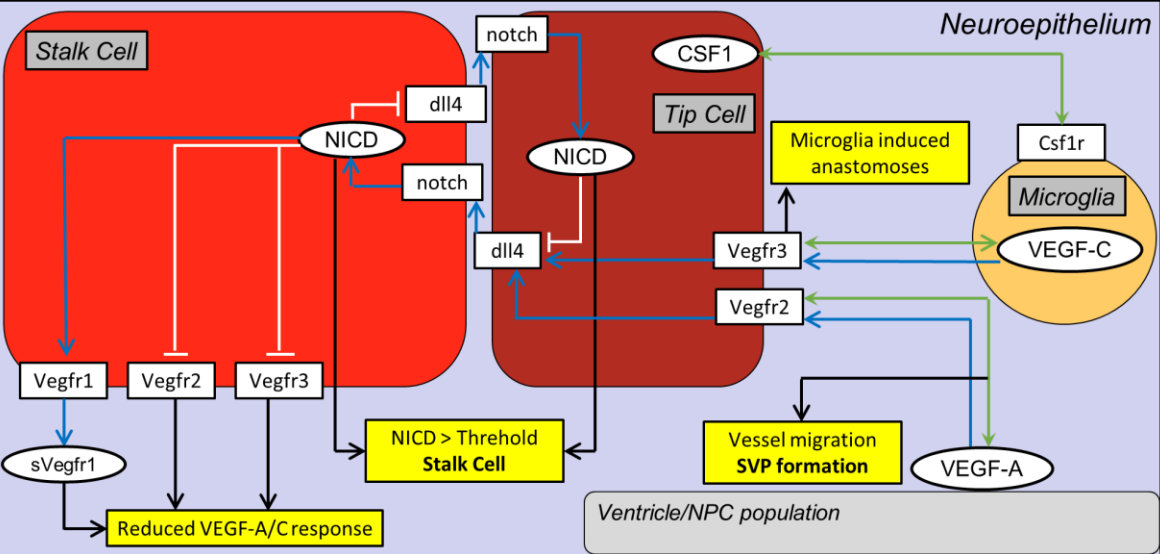 Neuroepithelium
Stalk Cell
notch
CSF1
dll4
Tip Cell
NICD
Microglia induced
anastomoses
Csf1r
NICD
notch
Microglia
dll4
Vegfr3
VEGF-C
Vegfr2
Vegfr1
Vegfr2
Vegfr3
NICD > Threhold
Stalk Cell
Vessel migration
SVP formation
sVegfr1
VEGF-A
Reduced VEGF-A/C response
Ventricle/NPC population